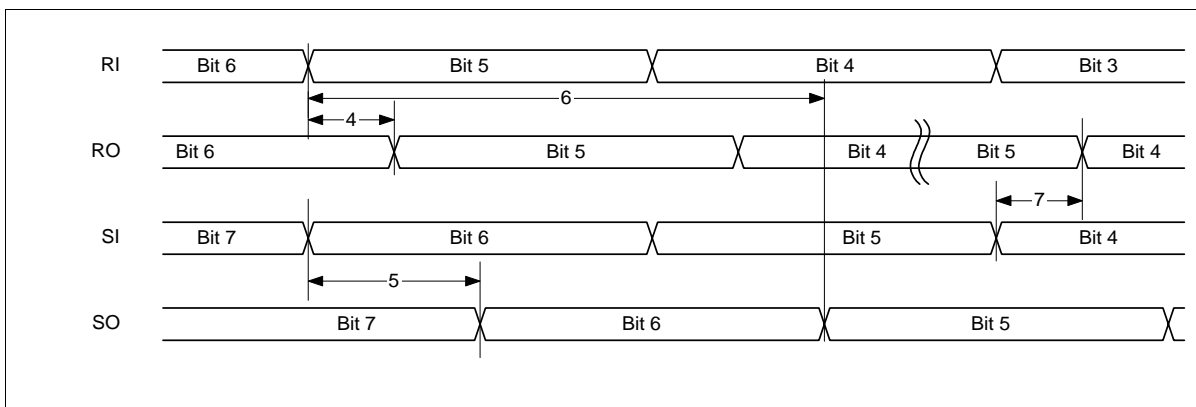 RI Bit 6 Bit 5 Bit 4 Bit 3
6
4
RO Bit 6 Bit 5 Bit 4 Bit 5 Bit 4
7
SI Bit 7 Bit 6 Bit 5 Bit 4
5
SO Bit 7 Bit 6 Bit 5